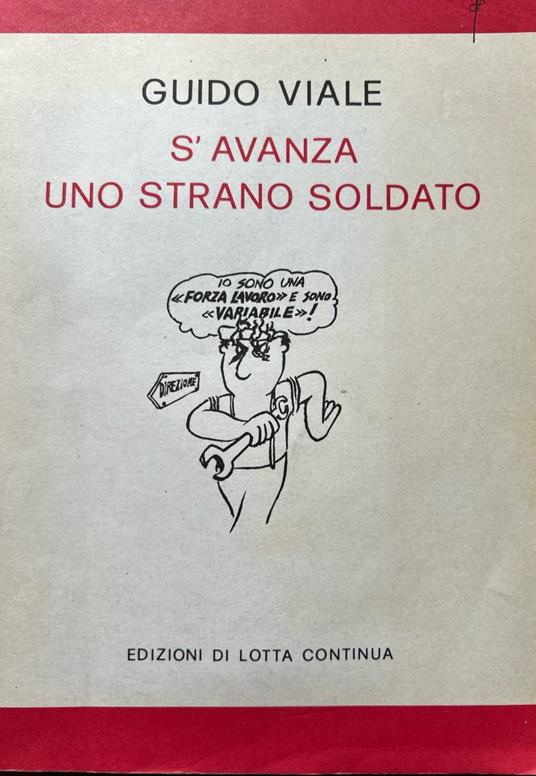 GUIDO VIALE
S'AVANZA
UNO STRANO SOLDATO
IO SONO UNA
«FORZA LAVORO» E SONO
«VARIABILE»!
DIREZIONE
G
EDIZIONI DI LOTTA CONTINUA